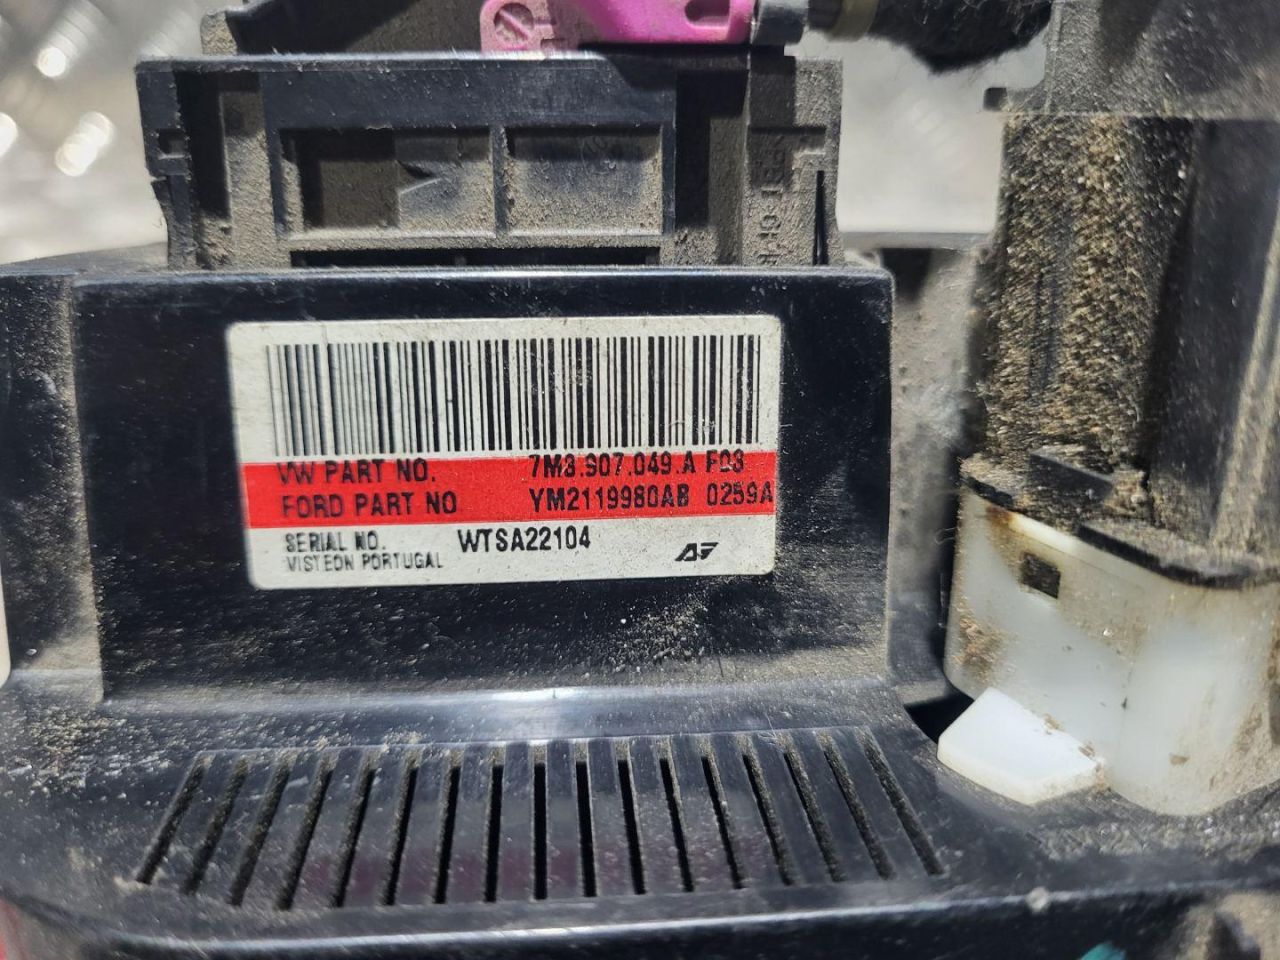 VW PART NO. 7M3.907.049.A F03
FORD PART NO YM2119980AB 0259A
SERIAL NO. WTSA22104
VISTEON PORTUGAL